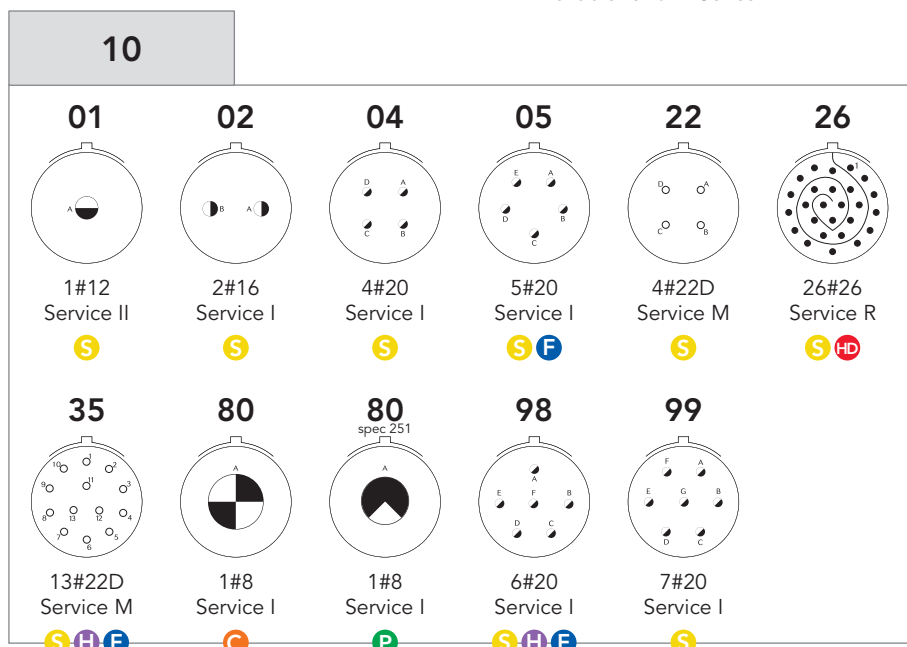 10
01 02 04 05 22 26
A
B A
D A
C B
E A
D B
C
D A
C B
1
1#12 2#16 4#20 5#20 4#22D 26#26
Service II Service I Service I Service I Service M Service R
S S S S F S S HD
35 80 80 98 99
spec 251
10 1 2
9 11 3
8 13 12 4
7 6 5
A
A
A
E F B
D C
F A
E G B
D C
13#22D 1#8 1#8 6#20 7#20
Service M Service I Service I Service I Service I
S H F C P S H F S